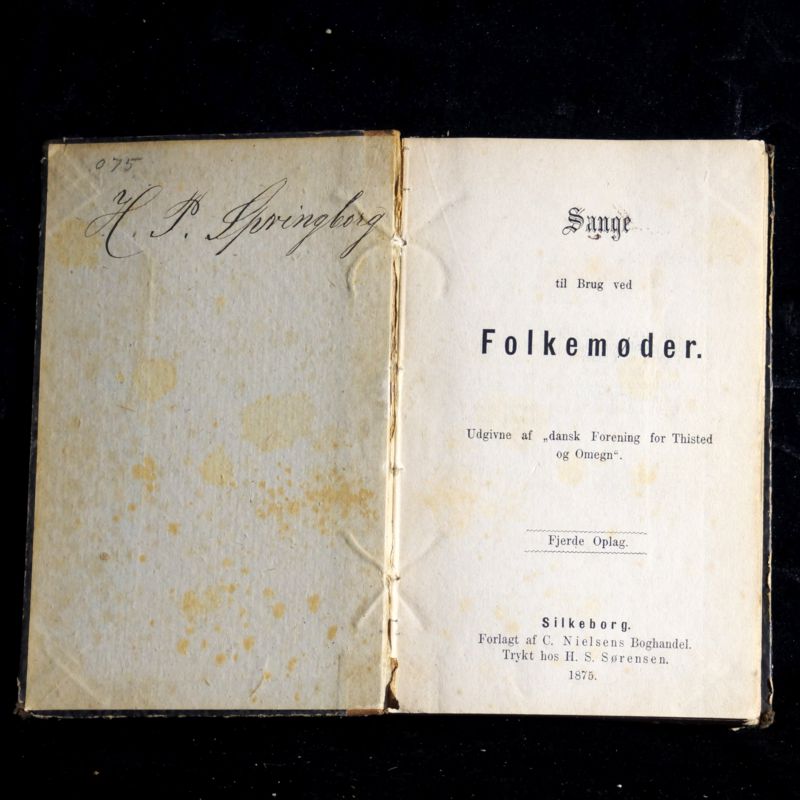 075
H. P. Springborg
Sange
til Brug ved
Folkemøder.
Udgivne af „dansk Forening for Thisted
og Omegn“.
Fjerde Oplag.
Silkeborg.
Forlagt af C. Nielsens Boghandel.
Trykt hos H. S. Sørensen.
1875.